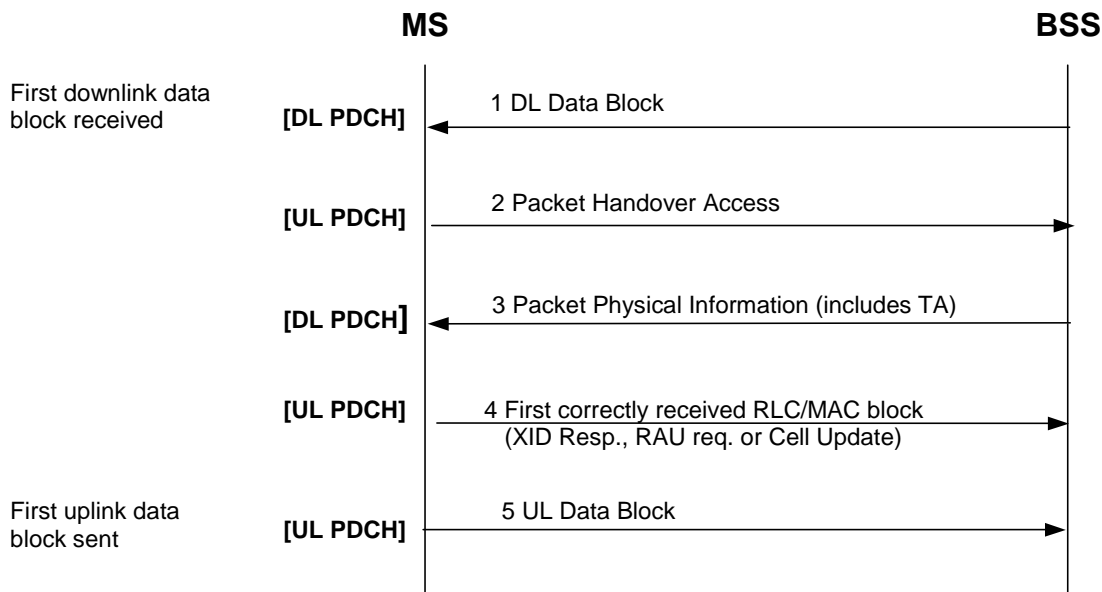 MS
BSS
First downlink data
block received
[DL PDCH]
1 DL Data Block
[UL PDCH]
2 Packet Handover Access
[DL PDCH]
3 Packet Physical Information (includes TA)
[UL PDCH]
4 First correctly received RLC/MAC block
(XID Resp., RAU req. or Cell Update)
First uplink data
block sent
[UL PDCH]
5 UL Data Block